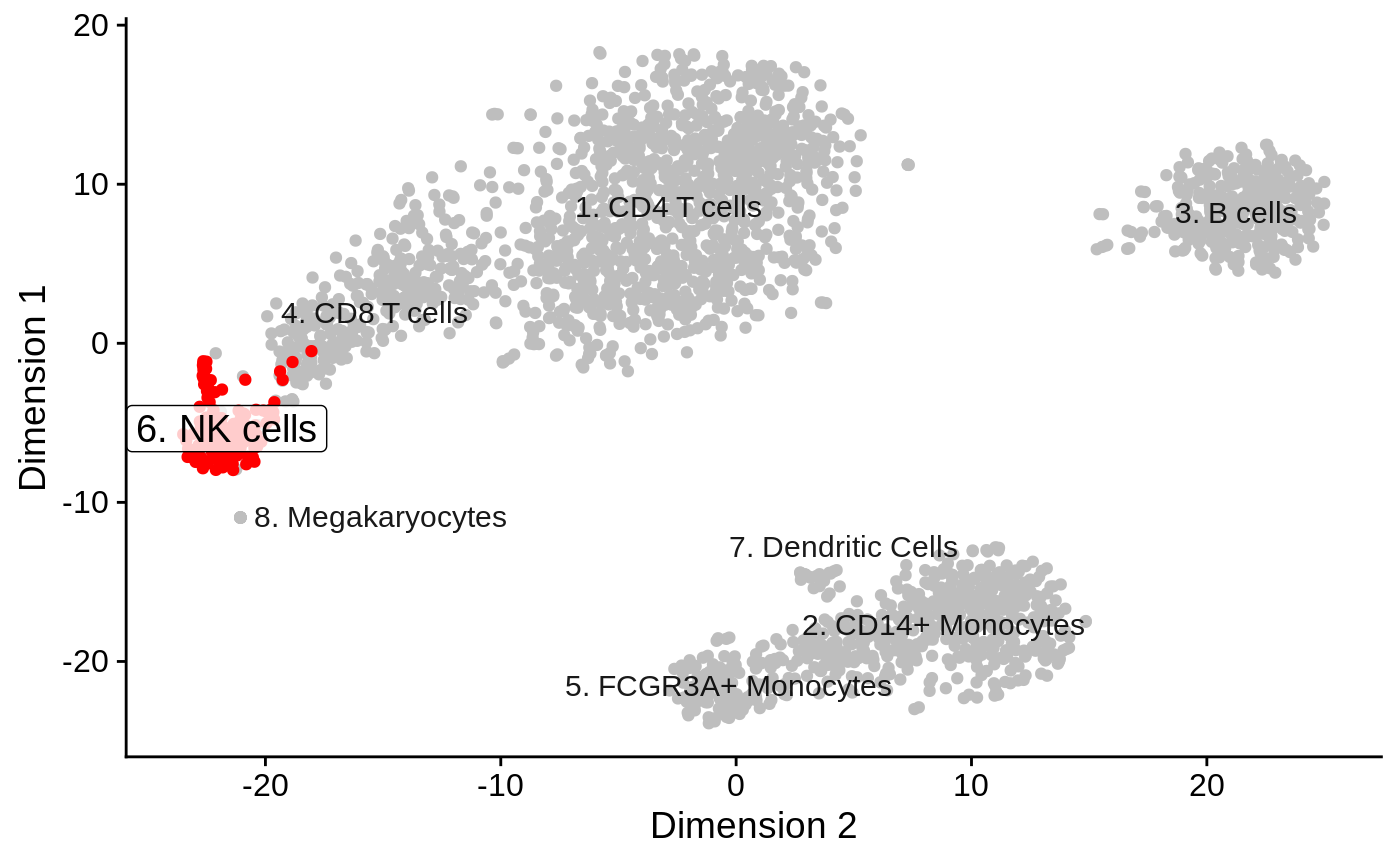 20
10
1. CD4 T cells
3. B cells
4. CD8 T cells
0
6. NK cells
-10
8. Megakaryocytes
7. Dendritic Cells
2. CD14+ Monocytes
-20
5. FCGR3A+ Monocytes
Dimension 1
-20 -10 0 10 20
Dimension 2